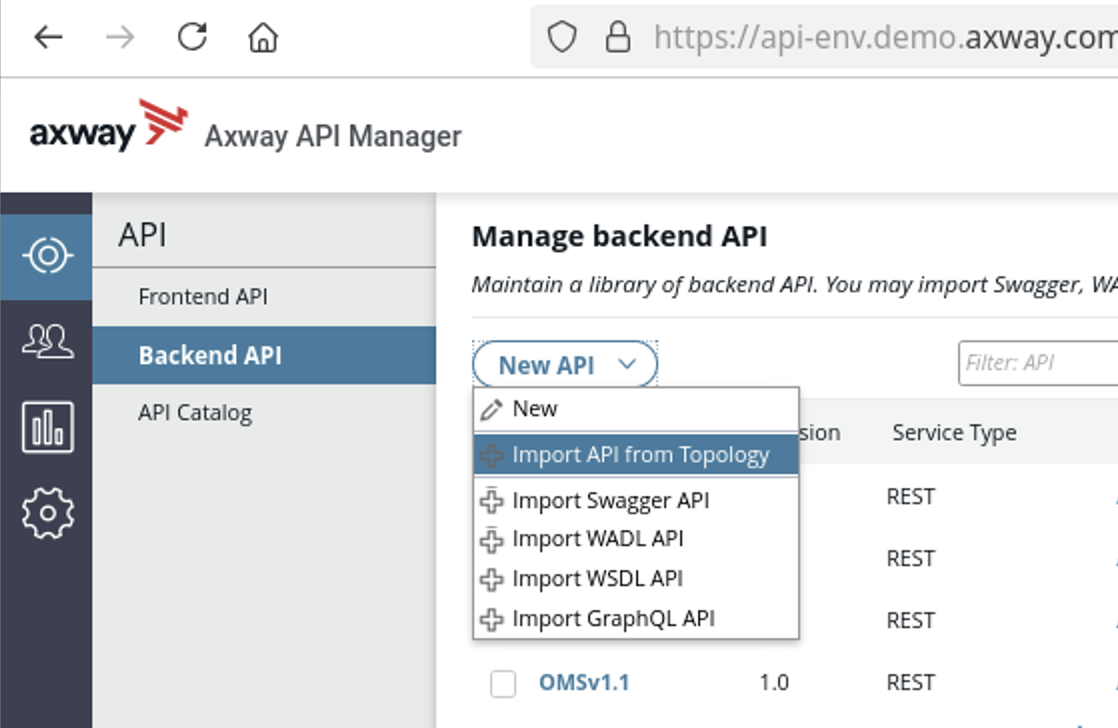 https://api-env.demo.axway.com
axway Axway API Manager
API
Frontend API
Backend API
API Catalog
Manage backend API
Maintain a library of backend API. You may import Swagger, WA
New API
Filter: API
New
Import API from Topology
Import Swagger API
Import WADL API
Import WSDL API
Import GraphQL API
sion Service Type
REST
REST
REST
OMSv1.1 1.0 REST